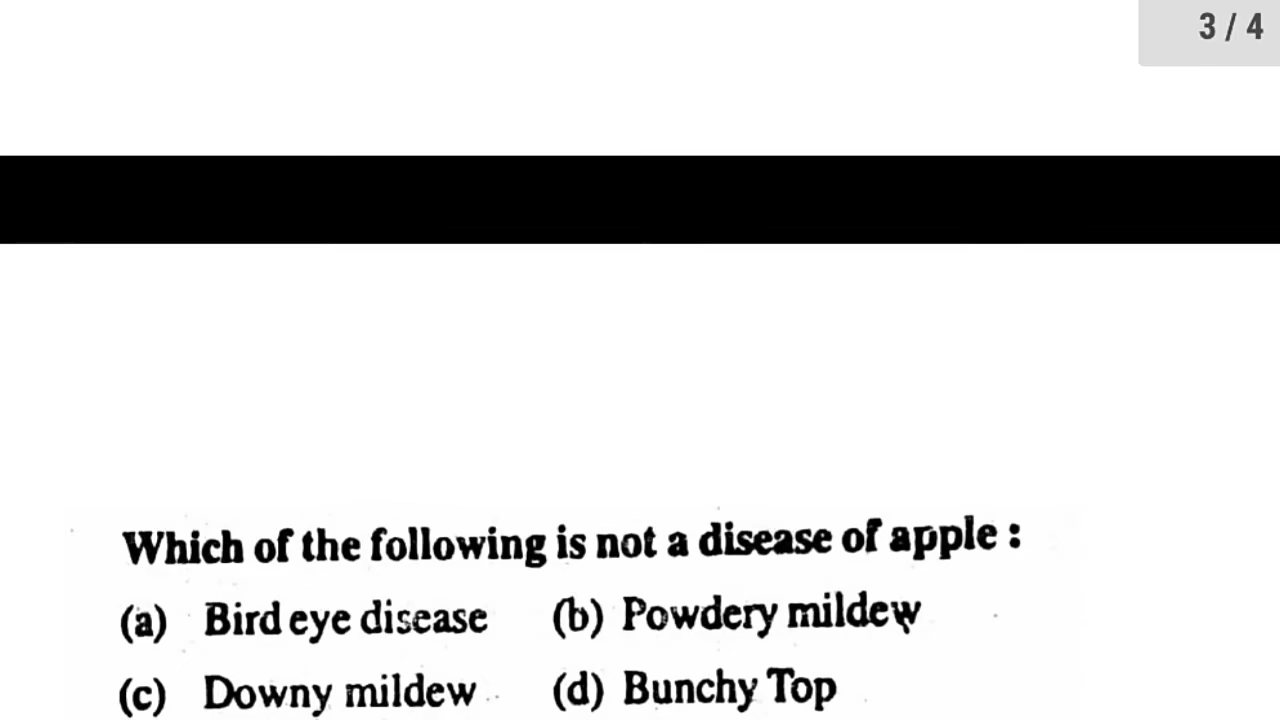 3 / 4
Which of the following is not a disease of apple :
(a) Bird eye disease (b) Powdery mildew
(c) Downy mildew (d) Bunchy Top